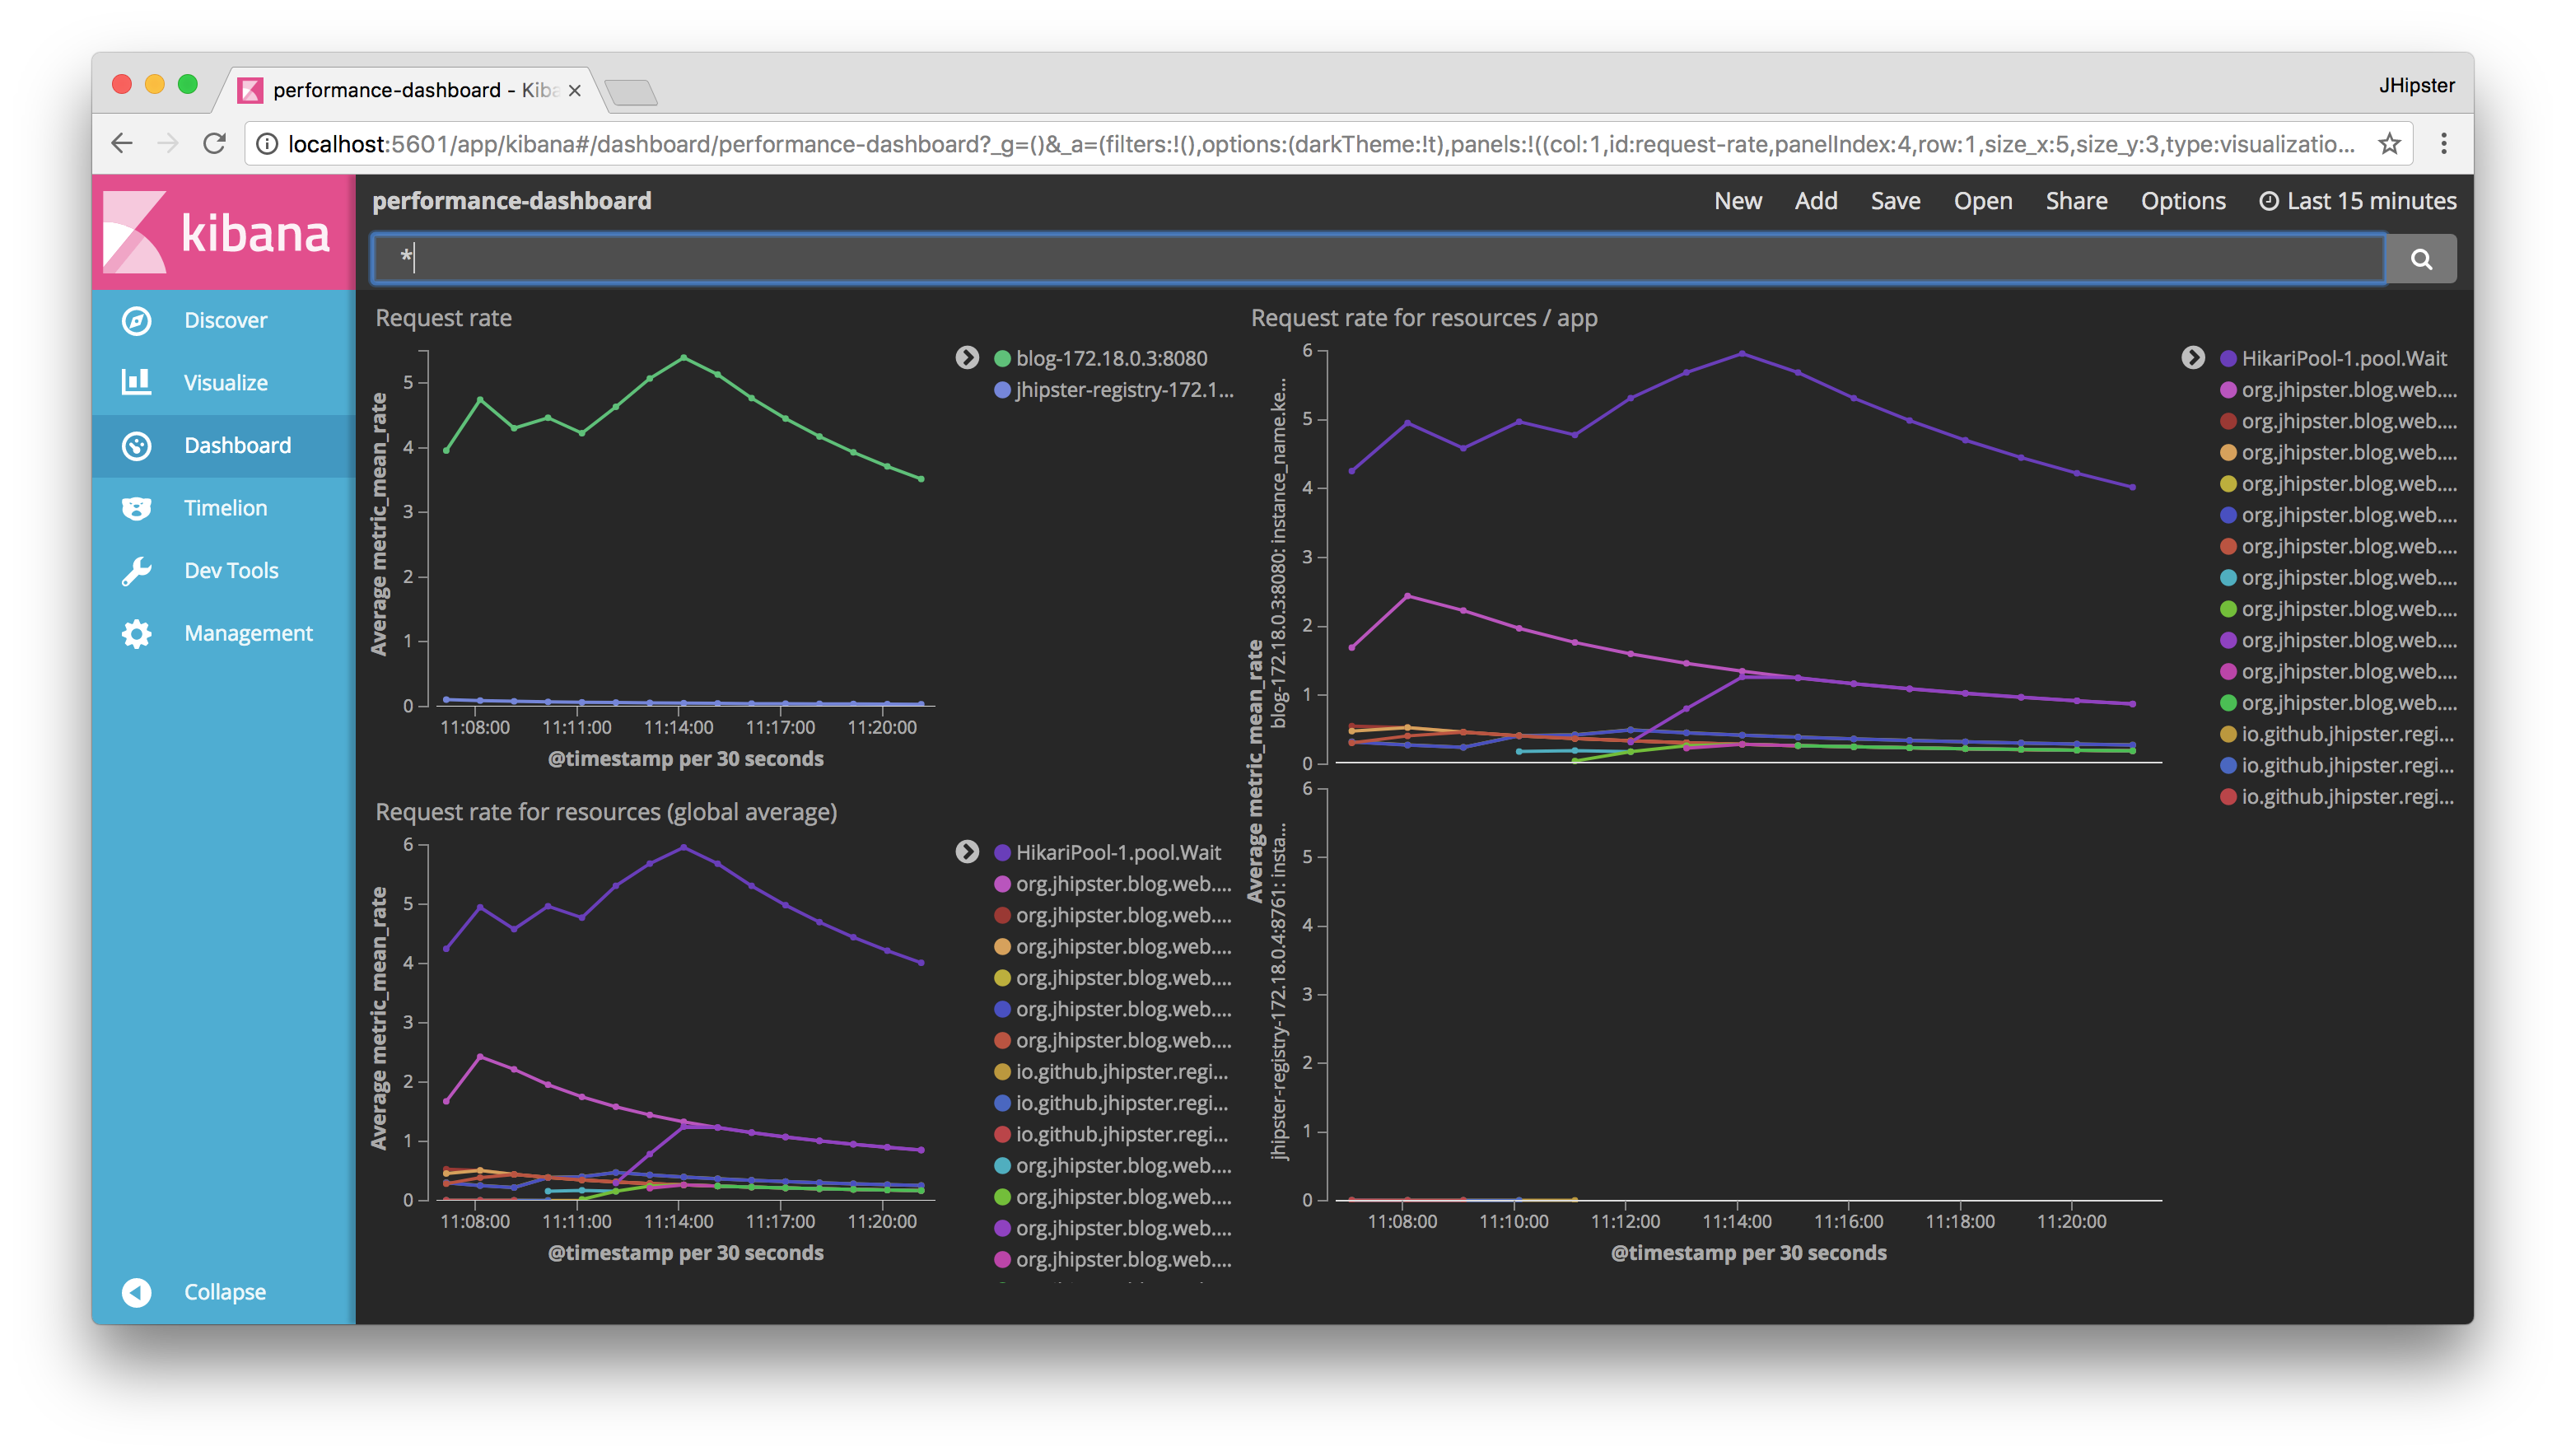 performance-dashboard - Kiba
JHipster
localhost:5601/app/kibana#/dashboard/performance-dashboard?_g=()&_a=(filters:!(),options:(darkTheme:!t),panels:!((col:1,id:request-rate,panelIndex:4,row:1,size_x:5,size_y:3,type:visualizatio...
kibana
Discover
Visualize
Dashboard
Timelion
Dev Tools
Management
Collapse
performance-dashboard
New Add Save Open Share Options Last 15 minutes
*
Request rate
Average metric_mean_rate
5
4
3
2
1
0
11:08:00 11:11:00 11:14:00 11:17:00 11:20:00
@timestamp per 30 seconds
blog-172.18.0.3:8080
jhipster-registry-172.1...
Request rate for resources (global average)
Average metric_mean_rate
6
5
4
3
2
1
0
11:08:00 11:11:00 11:14:00 11:17:00 11:20:00
@timestamp per 30 seconds
HikariPool-1.pool.Wait
org.jhipster.blog.web....
org.jhipster.blog.web....
org.jhipster.blog.web....
org.jhipster.blog.web....
org.jhipster.blog.web....
org.jhipster.blog.web....
io.github.jhipster.regi...
io.github.jhipster.regi...
io.github.jhipster.regi...
org.jhipster.blog.web....
org.jhipster.blog.web....
org.jhipster.blog.web....
org.jhipster.blog.web....
Request rate for resources / app
Average metric_mean_rate
blog-172.18.0.3:8080: instance_name.ke...
6
5
4
3
2
1
0
jhipster-registry-172.18.0.4:8761: insta...
6
5
4
3
2
1
0
11:08:00 11:10:00 11:12:00 11:14:00 11:16:00 11:18:00 11:20:00
@timestamp per 30 seconds
HikariPool-1.pool.Wait
org.jhipster.blog.web....
org.jhipster.blog.web....
org.jhipster.blog.web....
org.jhipster.blog.web....
org.jhipster.blog.web....
org.jhipster.blog.web....
org.jhipster.blog.web....
org.jhipster.blog.web....
org.jhipster.blog.web....
org.jhipster.blog.web....
org.jhipster.blog.web....
io.github.jhipster.regi...
io.github.jhipster.regi...
io.github.jhipster.regi...